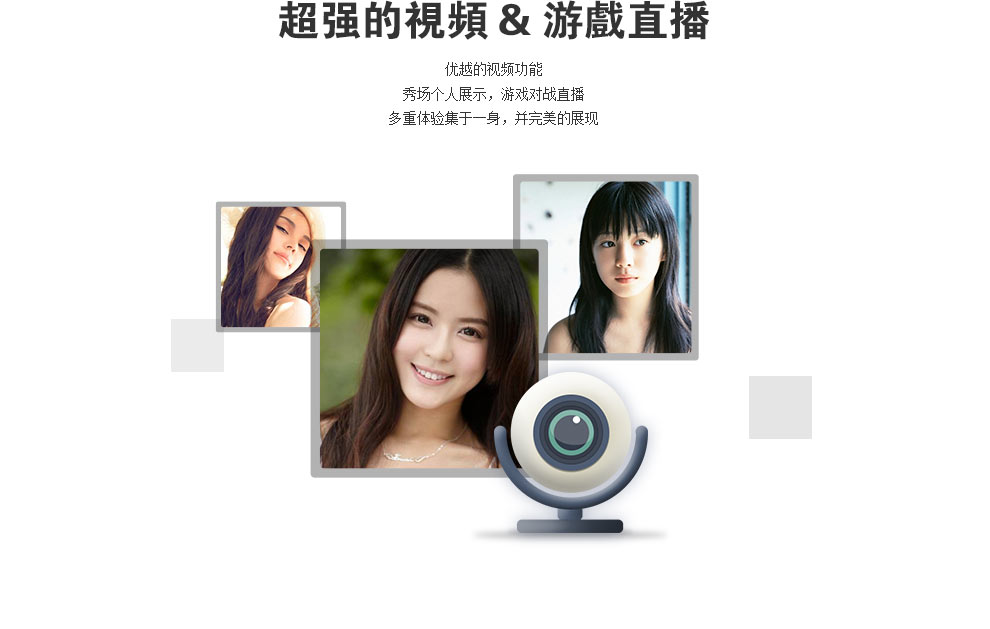 超强的視頻 & 游戲直播
优越的视频功能
秀场个人展示，游戏对战直播
多重体验集于一身，并完美的展现